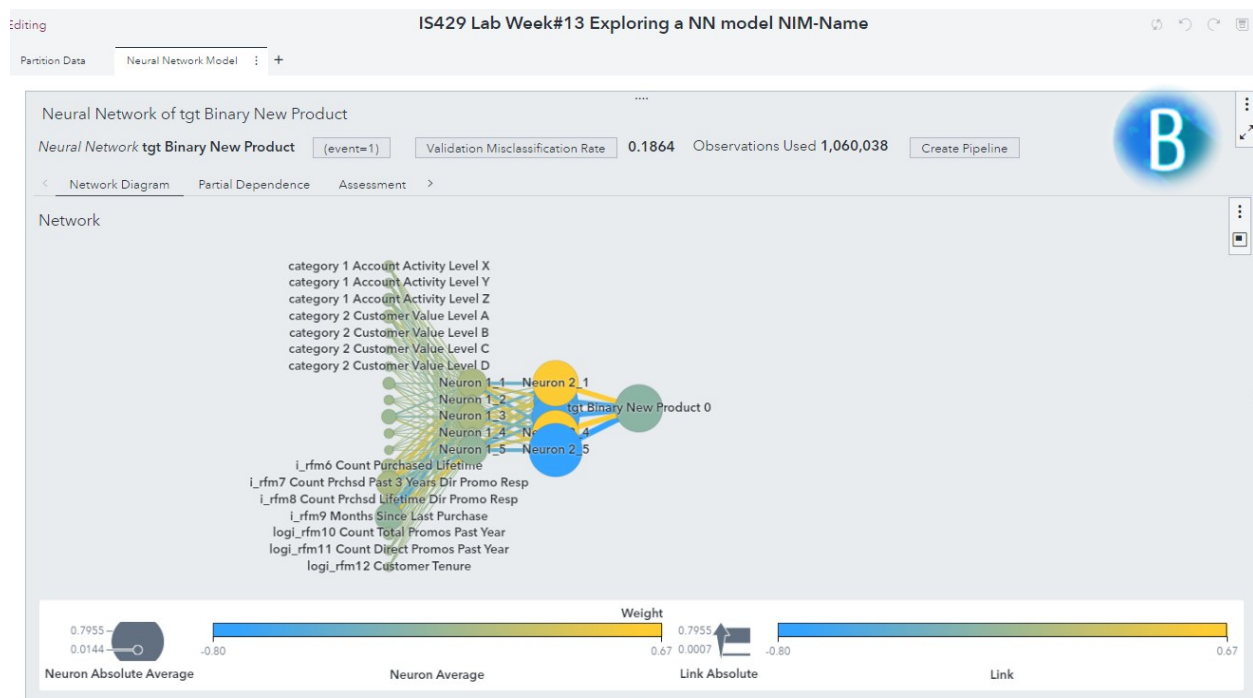 Editing
IS429 Lab Week#13 Exploring a NN model NIM-Name
Partition Data Neural Network Model +
Neural Network of tgt Binary New Product
Neural Network tgt Binary New Product (event=1) Validation Misclassification Rate 0.1864 Observations Used 1,060,038 Create Pipeline
B
Network Diagram Partial Dependence Assessment
Network
category 1 Account Activity Level X
category 1 Account Activity Level Y
category 1 Account Activity Level Z
category 2 Customer Value Level A
category 2 Customer Value Level B
category 2 Customer Value Level C
category 2 Customer Value Level D
Neuron 1_1 Neuron 2_1
Neuron 1_2
Neuron 1_3
tgt Binary New Product 0
Neuron 1_4 Ne 4
Neuron 1_5 Neuron 2_5
i_rfm6 Count Purchased Lifetime
i_rfm7 Count Prchsd Past 3 Years Dir Promo Resp
i_rfm8 Count Prchsd Lifetime Dir Promo Resp
i_rfm9 Months Since Last Purchase
logi_rfm10 Count Total Promos Past Year
logi_rfm11 Count Direct Promos Past Year
logi_rfm12 Customer Tenure
Weight
0.7955 0.7955
0.0144 -0.80 0.67 0.0007 -0.80 0.67
Neuron Absolute Average Neuron Average Link Absolute Link